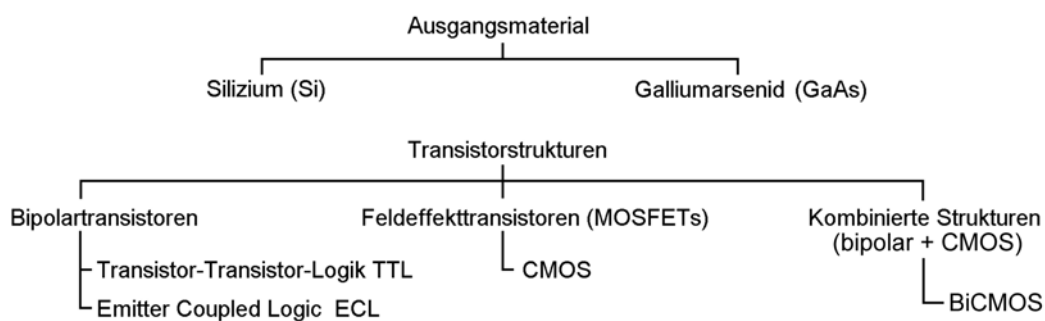 Ausgangsmaterial
Silizium (Si)
Galliumarsenid (GaAs)
Transistorstrukturen
Bipolartransistoren
Feldeffekttransistoren (MOSFETs)
Kombinierte Strukturen
(bipolar + CMOS)
Transistor-Transistor-Logik TTL
CMOS
Emitter Coupled Logic ECL
BiCMOS